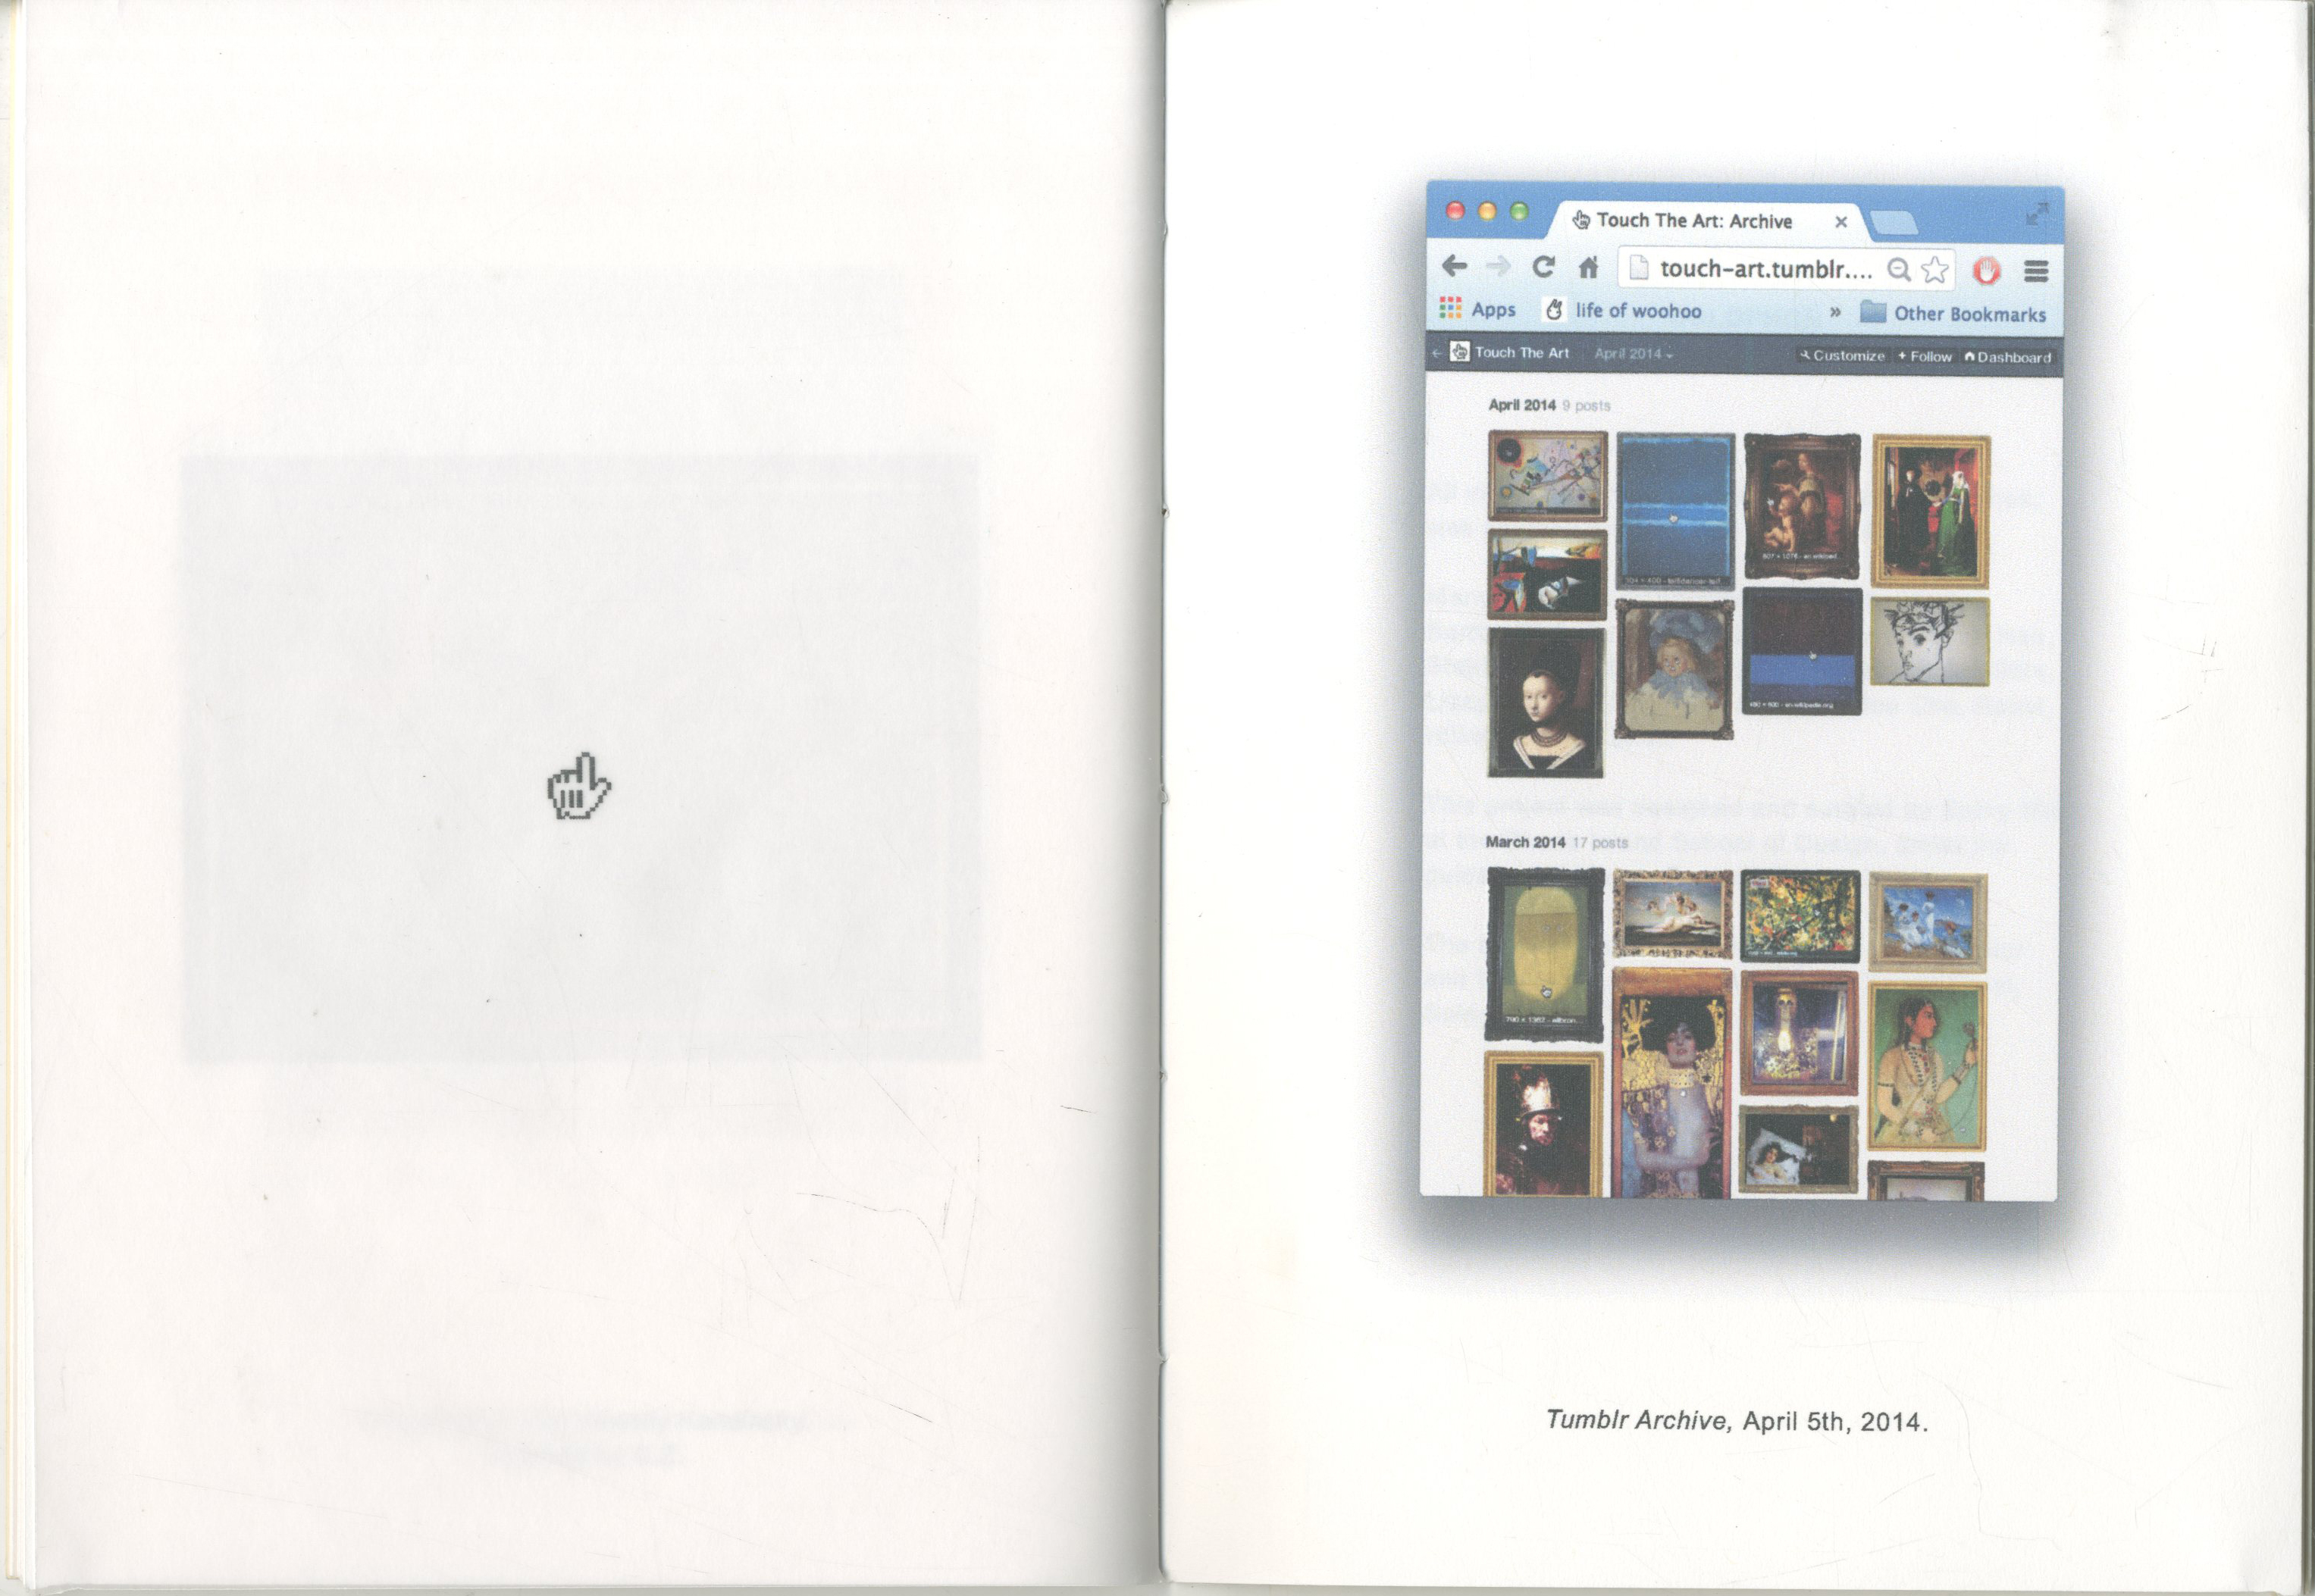 Touch The Art: Archive
touch-art.tumblr....
Apps life of woohoo » Other Bookmarks
Touch The Art April 2014 Customize + Follow Dashboard
April 2014 9 posts
March 2014 17 posts
Tumblr Archive, April 5th, 2014.